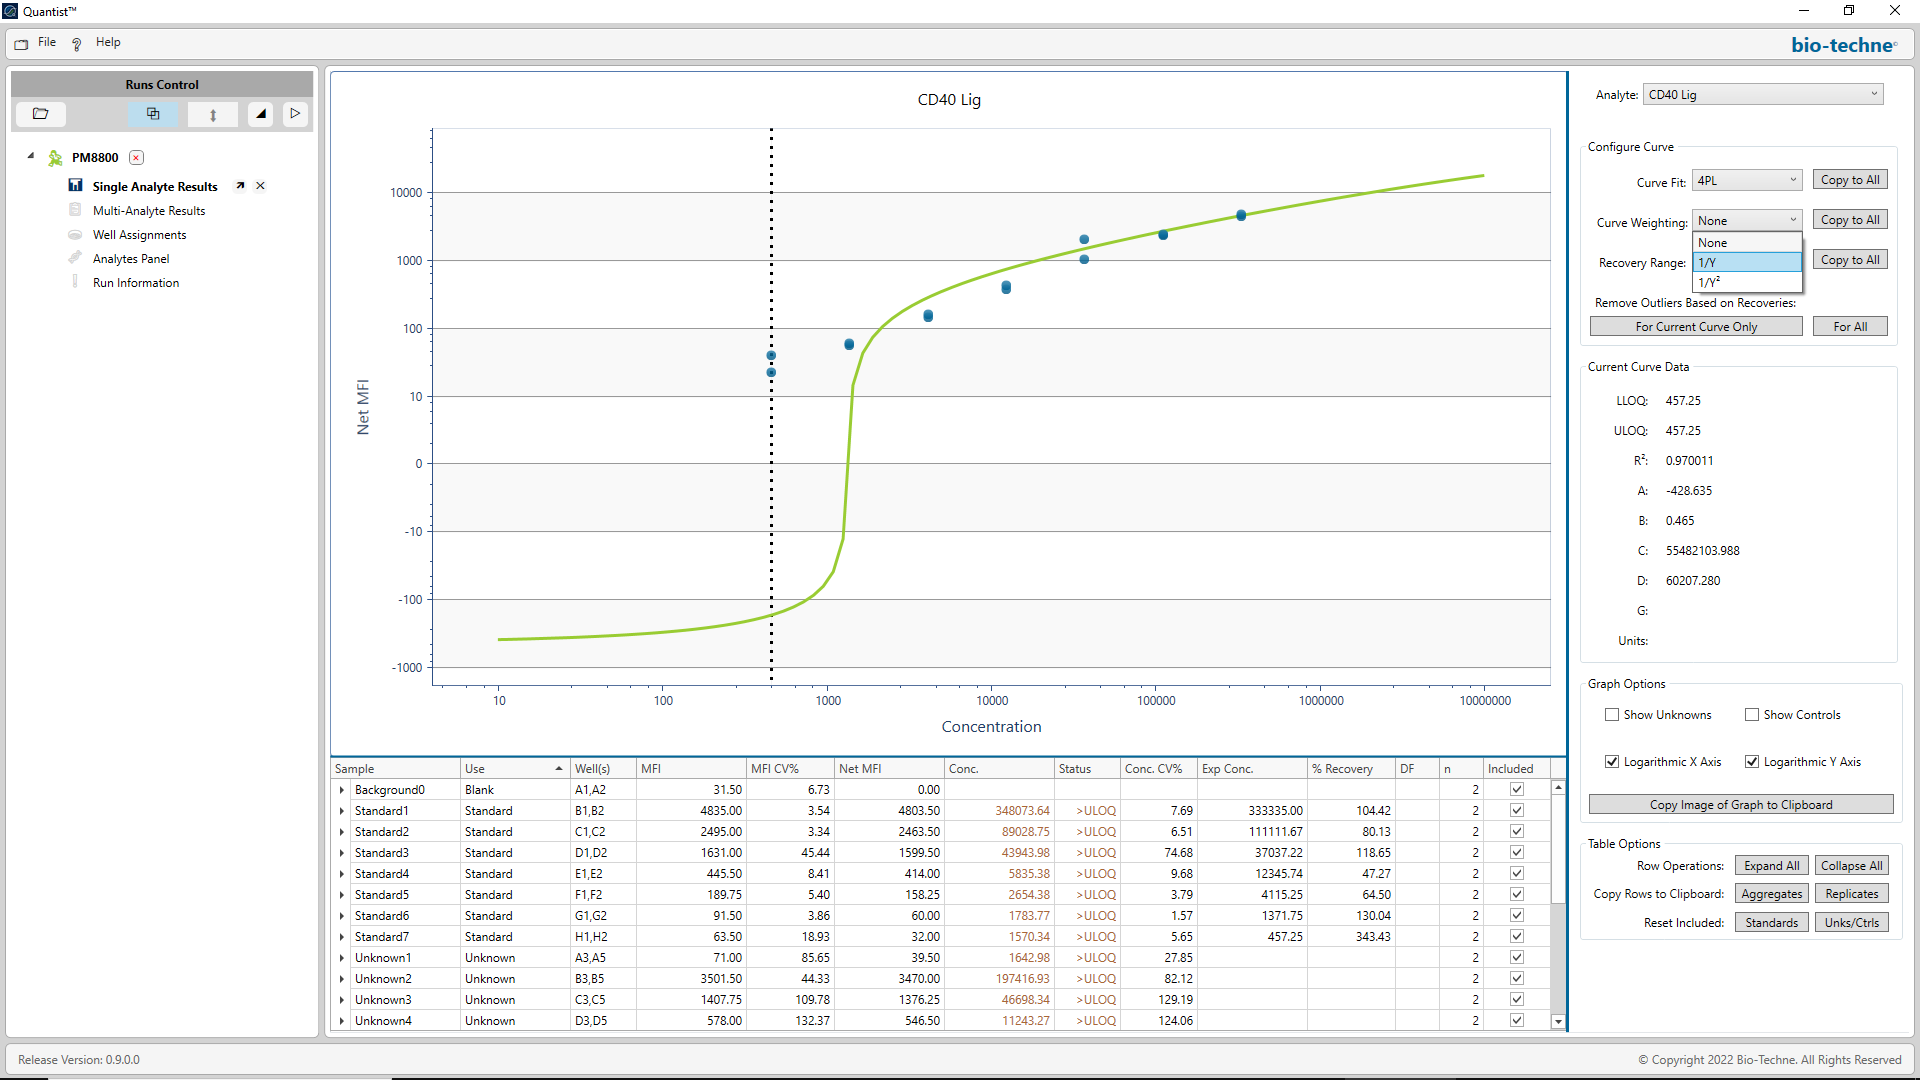 Quantist™
File
Help
bio-techne
Runs Control
PM8800
Single Analyte Results
Multi-Analyte Results
Well Assignments
Analytes Panel
Run Information
CD40 Lig
Net MFI
10000
1000
100
10
0
-10
-100
-1000
10 100 1000 10000 100000 1000000 10000000
Concentration
Sample Use Well(s) MFI MFI CV% Net MFI Conc. Status Conc. CV% Exp Conc. % Recovery DF n Included
Background0 Blank A1,A2 31.50 6.73 0.00 2
Standard1 Standard B1,B2 4835.00 3.54 4803.50 348073.64 >ULOQ 7.69 333335.00 104.42 2
Standard2 Standard C1,C2 2495.00 3.34 2463.50 89028.75 >ULOQ 6.51 111111.67 80.13 2
Standard3 Standard D1,D2 1631.00 45.44 1599.50 43943.98 >ULOQ 74.68 37037.22 118.65 2
Standard4 Standard E1,E2 445.50 8.41 414.00 5835.38 >ULOQ 9.68 12345.74 47.27 2
Standard5 Standard F1,F2 189.75 5.40 158.25 2654.38 >ULOQ 3.79 4115.25 64.50 2
Standard6 Standard G1,G2 91.50 3.86 60.00 1783.77 >ULOQ 1.57 1371.75 130.04 2
Standard7 Standard H1,H2 63.50 18.93 32.00 1570.34 >ULOQ 5.65 457.25 343.43 2
Unknown1 Unknown A3,A5 71.00 85.65 39.50 1642.98 >ULOQ 27.85 2
Unknown2 Unknown B3,B5 3501.50 44.33 3470.00 197416.93 >ULOQ 82.12 2
Unknown3 Unknown C3,C5 1407.75 109.78 1376.25 46698.34 >ULOQ 129.19 2
Unknown4 Unknown D3,D5 578.00 132.37 546.50 11243.27 >ULOQ 124.06 2
Analyte: CD40 Lig
Configure Curve
Curve Fit: 4PL Copy to All
Curve Weighting: None Copy to All
None
1/Y
1/Y²
Recovery Range: Copy to All
Remove Outliers Based on Recoveries:
For Current Curve Only For All
Current Curve Data
LLOQ: 457.25
ULOQ: 457.25
R²: 0.970011
A: -428.635
B: 0.465
C: 55482103.988
D: 60207.280
G:
Units:
Graph Options
Show Unknowns Show Controls
Logarithmic X Axis Logarithmic Y Axis
Copy Image of Graph to Clipboard
Table Options
Row Operations: Expand All Collapse All
Copy Rows to Clipboard: Aggregates Replicates
Reset Included: Standards Unks/Ctrls
Release Version: 0.9.0.0
© Copyright 2022 Bio-Techne. All Rights Reserved